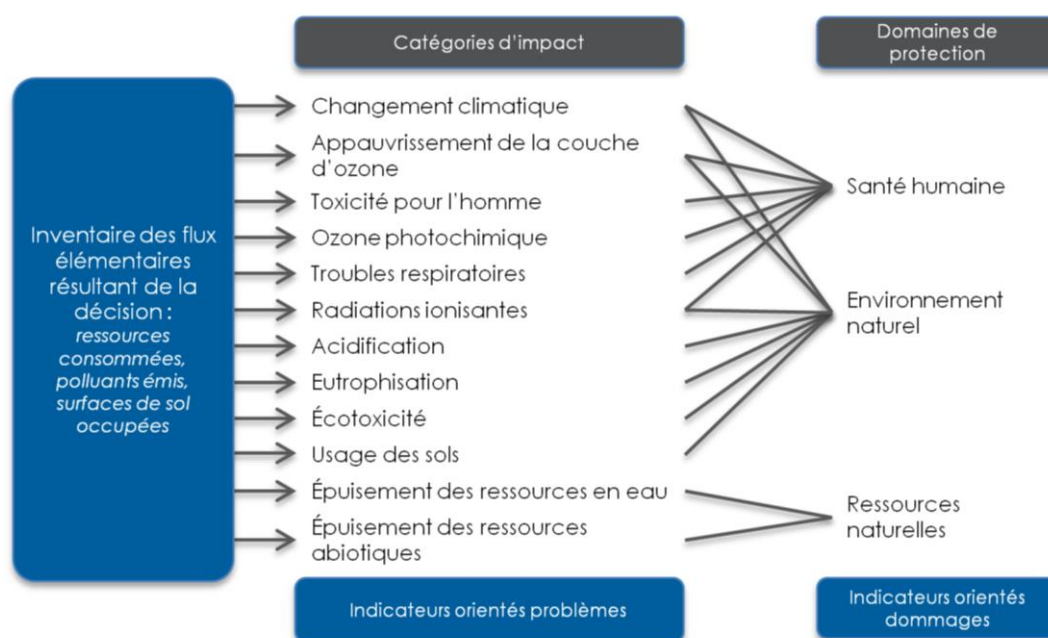 Catégories d’impact
Domaines de
protection
Inventaire des flux
élémentaires
résultant de la
décision :
ressources
consommées,
polluants émis,
surfaces de sol
occupées
Changement climatique
Appauvrissement de la couche
d’ozone
Toxicité pour l’homme
Ozone photochimique
Troubles respiratoires
Radiations ionisantes
Acidification
Eutrophisation
Écotoxicité
Usage des sols
Épuisement des ressources en eau
Épuisement des ressources
abiotiques
Santé humaine
Environnement
naturel
Ressources
naturelles
Indicateurs orientés problèmes
Indicateurs orientés
dommages